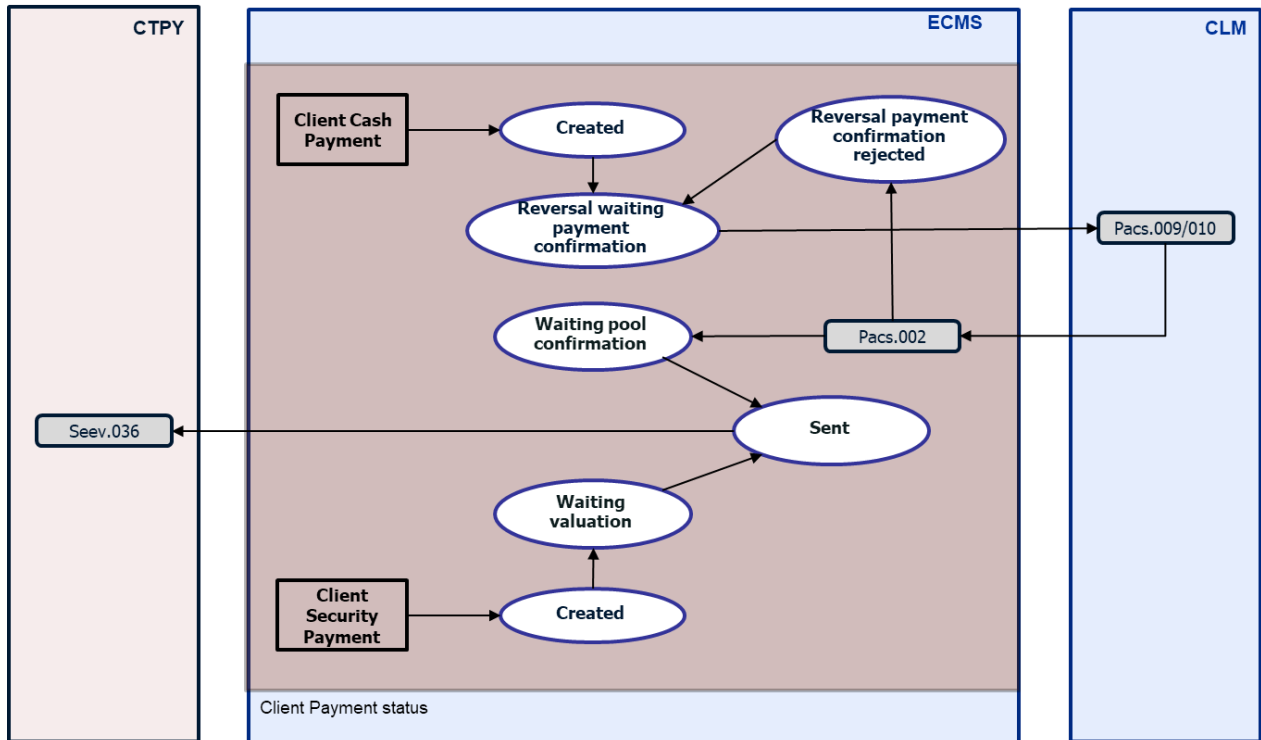 CTPY
ECMS
CLM
Client Cash
Payment
Created
Reversal payment
confirmation
rejected
Reversal waiting
payment
confirmation
Pacs.009/010
Waiting pool
confirmation
Pacs.002
Seev.036
Sent
Waiting
valuation
Client
Security
Payment
Created
Client Payment status